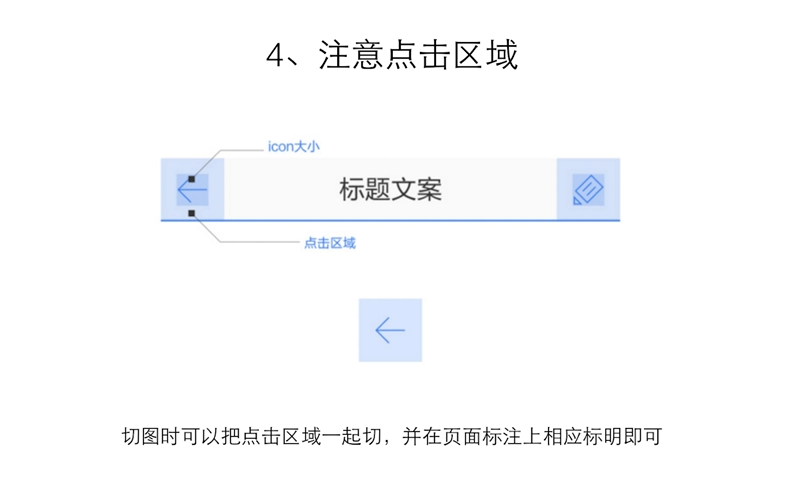 4、注意点击区域
icon大小
标题文案
点击区域
切图时可以把点击区域一起切，并在页面标注上相应标明即可